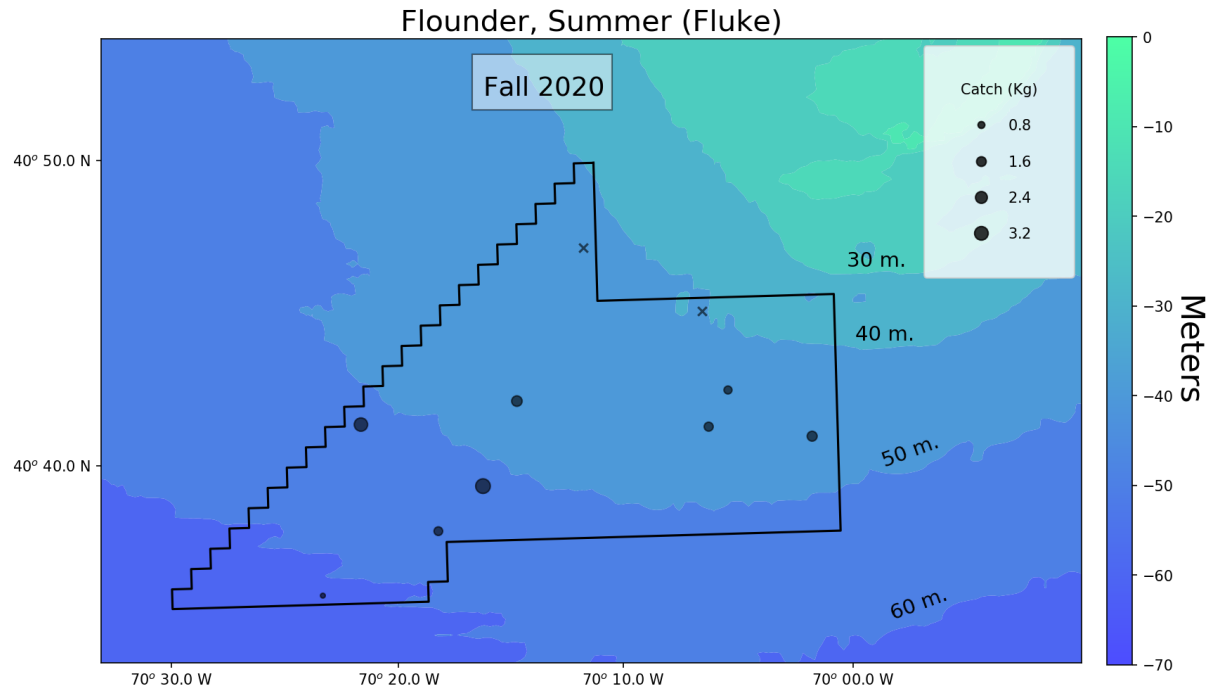 Flounder, Summer (Fluke)
Fall 2020
Catch (Kg)
0.8
1.6
2.4
3.2
30 m.
40 m.
50 m.
60 m.
40° 50.0 N
40° 40.0 N
70° 30.0 W
70° 20.0 W
70° 10.0 W
70° 00.0 W
0
−10
−20
−30
−40
−50
−60
−70
Meters